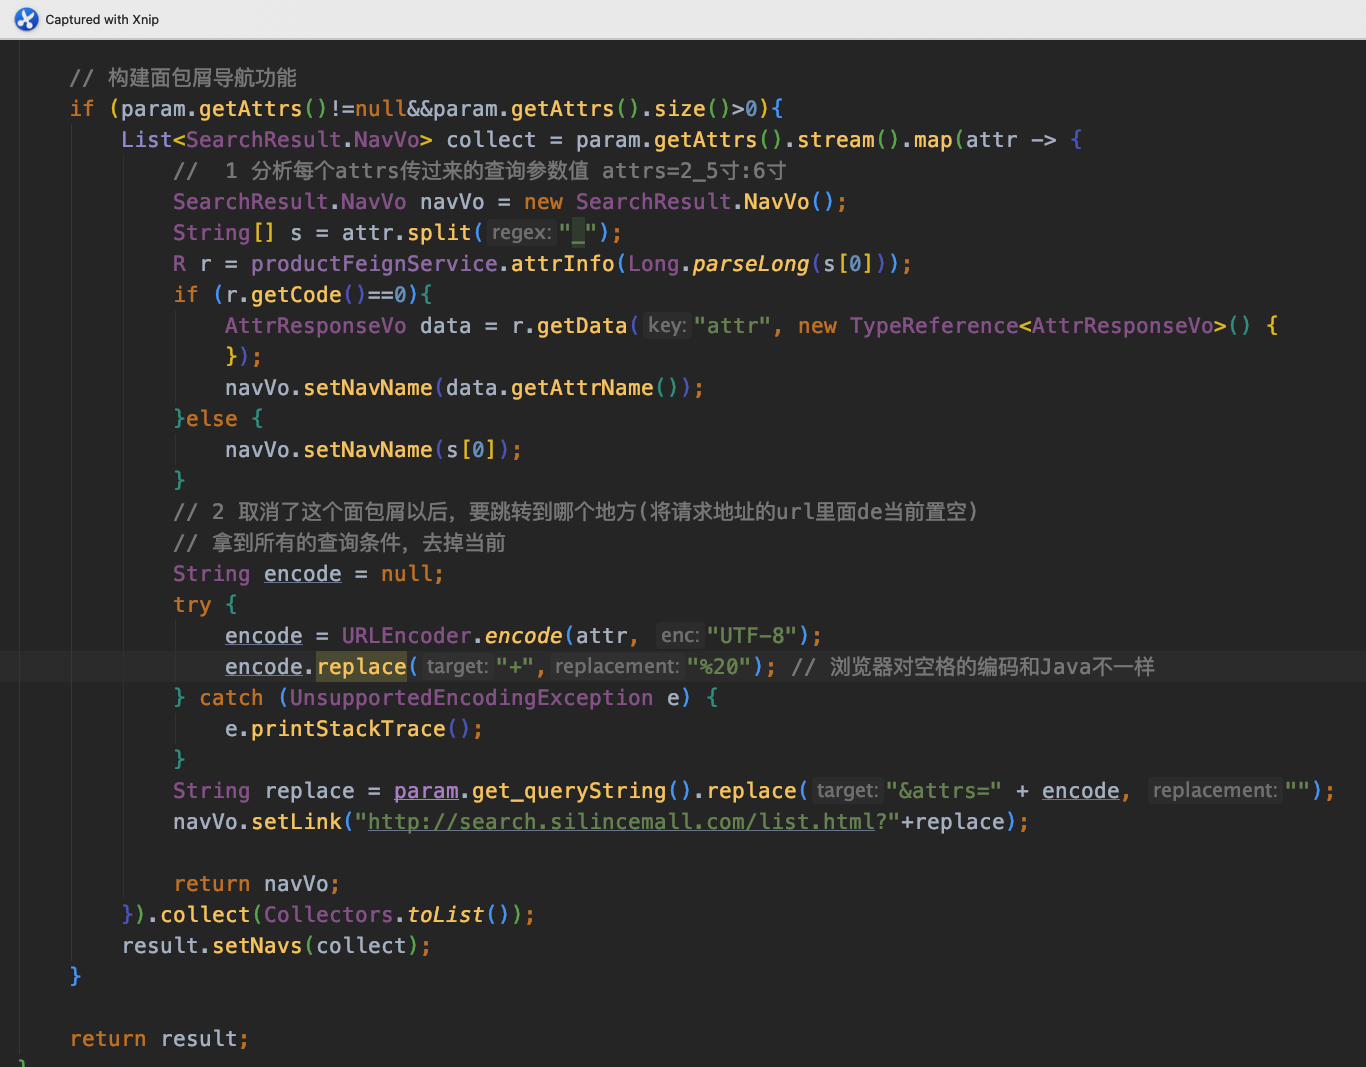 Captured with Xnip
// 构建面包屑导航功能
if (param.getAttrs()!=null&&param.getAttrs().size()>0){
List<SearchResult.NavVo> collect = param.getAttrs().stream().map(attr -> {
//  1 分析每个attrs传过来的查询参数值 attrs=2_5寸:6寸
SearchResult.NavVo navVo = new SearchResult.NavVo();
String[] s = attr.split( regex: "_");
R r = productFeignService.attrInfo(Long.parseLong(s[0]));
if (r.getCode()==0){
AttrResponseVo data = r.getData( key: "attr", new TypeReference<AttrResponseVo>() {
});
navVo.setNavName(data.getAttrName());
}else {
navVo.setNavName(s[0]);
}
// 2 取消了这个面包屑以后，要跳转到哪个地方(将请求地址的url里面de当前置空)
// 拿到所有的查询条件，去掉当前
String encode = null;
try {
encode = URLEncoder.encode(attr,  enc: "UTF-8");
encode.replace( target: "+", replacement: "%20"); // 浏览器对空格的编码和Java不一样
} catch (UnsupportedEncodingException e) {
e.printStackTrace();
}
String replace = param.get_queryString().replace( target: "&attrs=" + encode,  replacement: "");
navVo.setLink("http://search.silincemall.com/list.html?"+replace);
return navVo;
}).collect(Collectors.toList());
result.setNavs(collect);
}
return result;
}